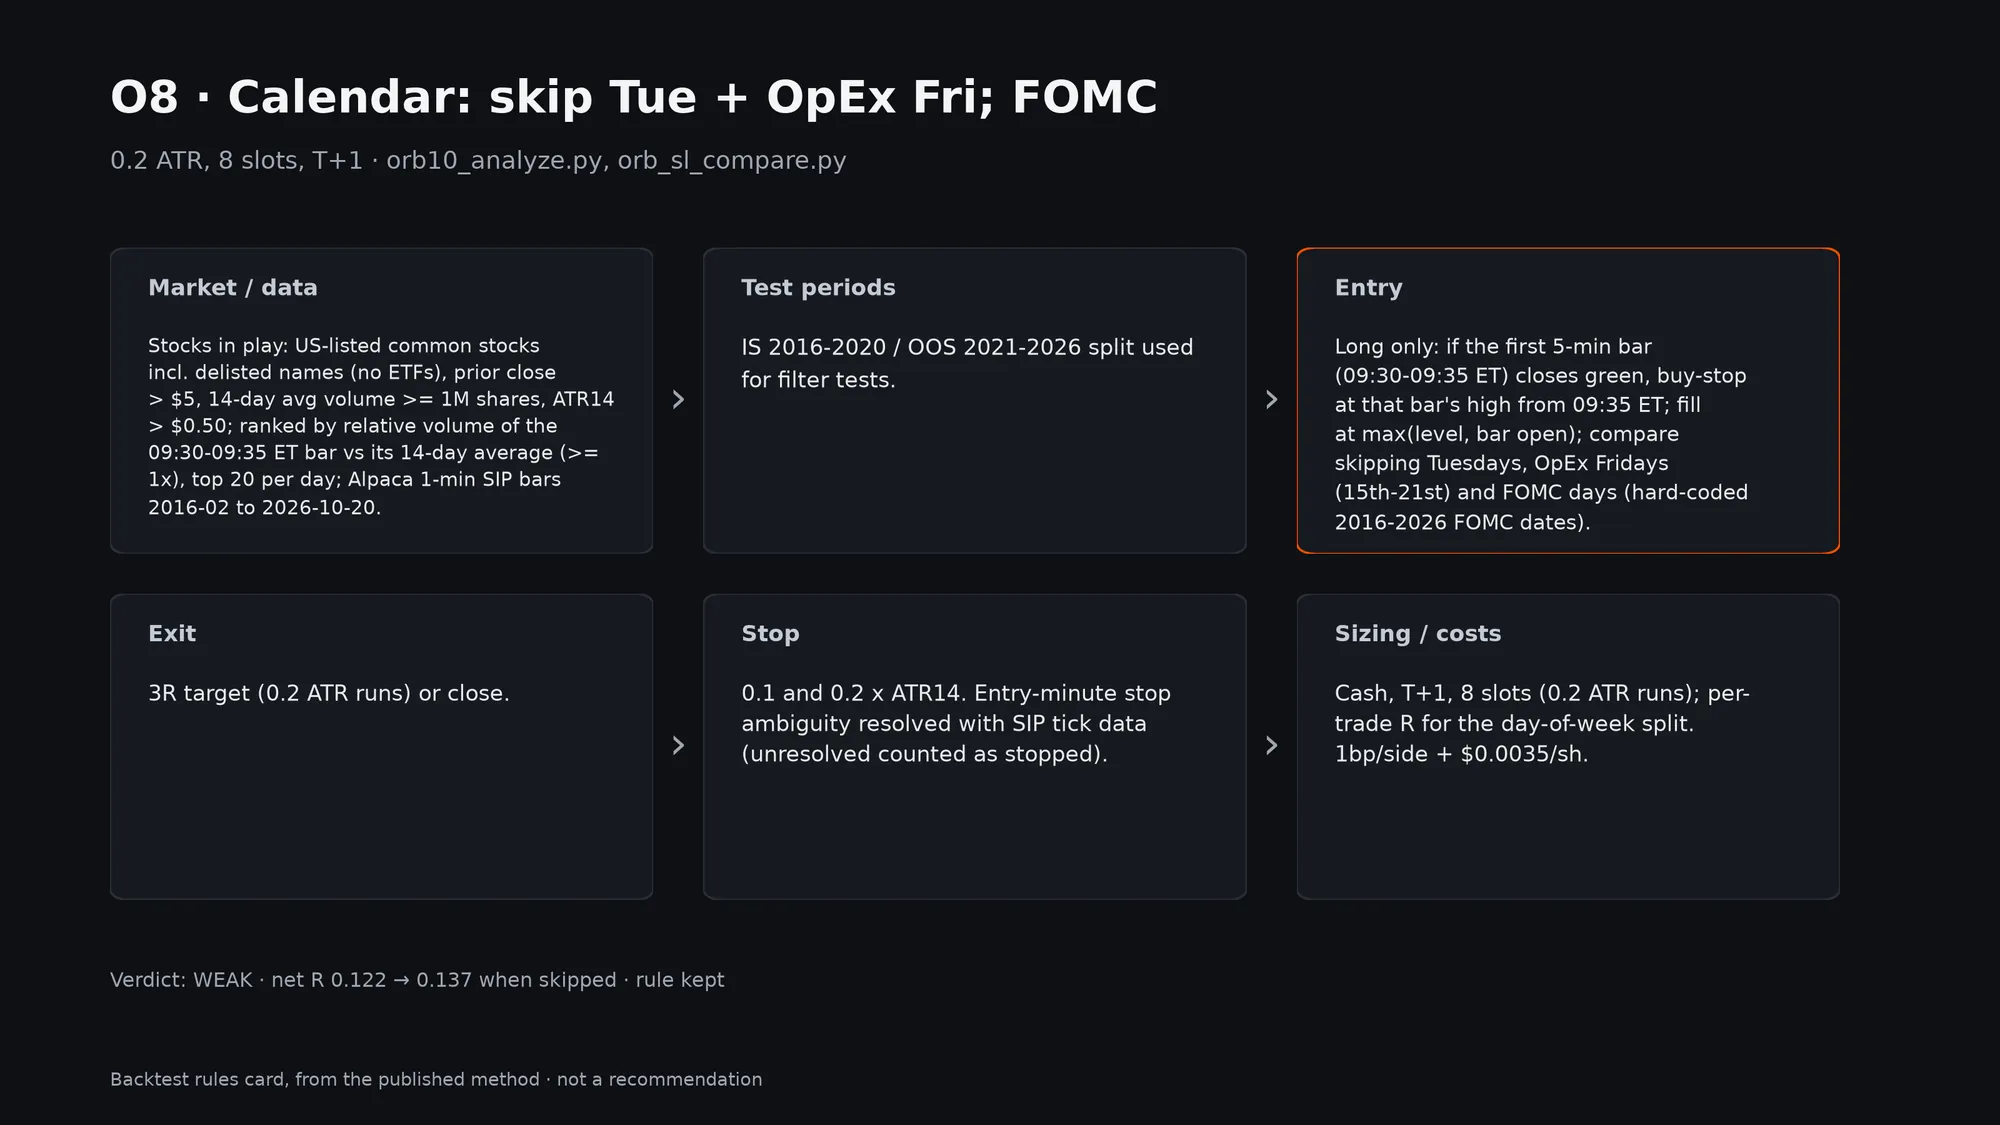 O8 · Calendar: skip Tue + OpEx Fri; FOMC
0.2 ATR, 8 slots, T+1 · orb10_analyze.py, orb_sl_compare.py
Market / data
Stocks in play: US-listed common stocks
incl. delisted names (no ETFs), prior close
> $5, 14-day avg volume >= 1M shares, ATR14
> $0.50; ranked by relative volume of the
09:30-09:35 ET bar vs its 14-day average (>=
1x), top 20 per day; Alpaca 1-min SIP bars
2016-02 to 2026-10-20.
›
Test periods
IS 2016-2020 / OOS 2021-2026 split used
for filter tests.
›
Entry
Long only: if the first 5-min bar
(09:30-09:35 ET) closes green, buy-stop
at that bar's high from 09:35 ET; fill
at max(level, bar open); compare
skipping Tuesdays, OpEx Fridays
(15th-21st) and FOMC days (hard-coded
2016-2026 FOMC dates).
Exit
3R target (0.2 ATR runs) or close.
›
Stop
0.1 and 0.2 x ATR14. Entry-minute stop
ambiguity resolved with SIP tick data
(unresolved counted as stopped).
›
Sizing / costs
Cash, T+1, 8 slots (0.2 ATR runs); per-
trade R for the day-of-week split.
1bp/side + $0.0035/sh.
Verdict: WEAK · net R 0.122 → 0.137 when skipped · rule kept
Backtest rules card, from the published method · not a recommendation